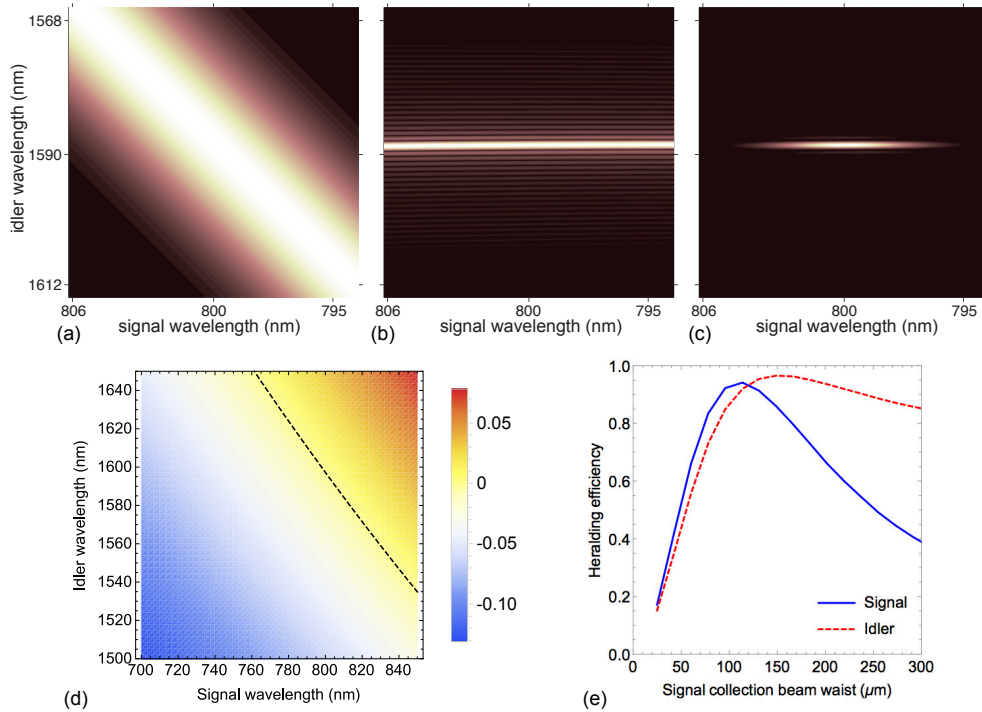 1568
1590
1612
idler wavelength (nm)
806 800 795
806 800 795
806 800 795
signal wavelength (nm)
signal wavelength (nm)
signal wavelength (nm)
(a)
(b)
(c)
1640
1620
1600
1580
1560
1540
1520
1500
Idler wavelength (nm)
700 720 740 760 780 800 820 840
Signal wavelength (nm)
0.05
0
-0.05
-0.10
(d)
1.0
0.8
0.6
0.4
0.2
0.0
Heralding efficiency
Signal
Idler
0 50 100 150 200 250 300
Signal collection beam waist (μm)
(e)